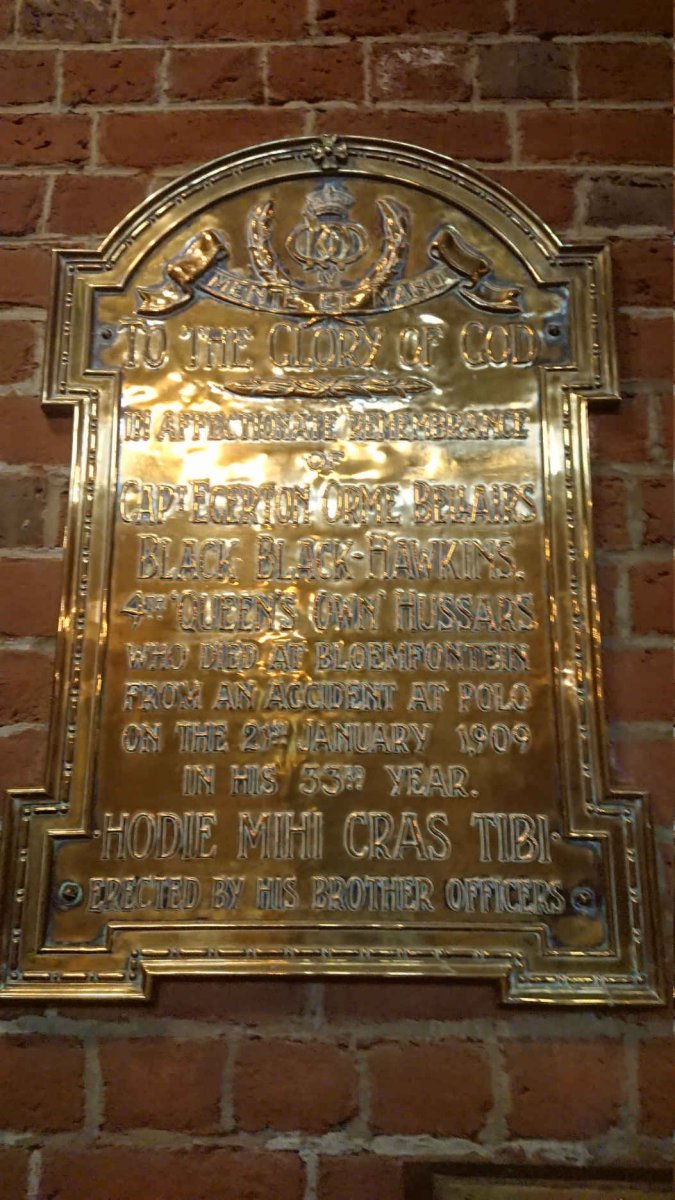 IV
MENTE ET MANU
TO THE GLORY OF GOD
IN AFFECTIONATE REMEMBRANCE
OF
CAPT EGERTON ORME BELLAIRS
BLACK BLACK-HAWKINS.
4TH 'QUEEN'S OWN' HUSSARS
WHO DIED AT BLOEMFONTEIN
FROM AN ACCIDENT AT POLO
ON THE 21ST JANUARY 1909
IN HIS 33RD YEAR.
·HODIE MIHI CRAS TIBI·
ERECTED BY HIS BROTHER OFFICERS